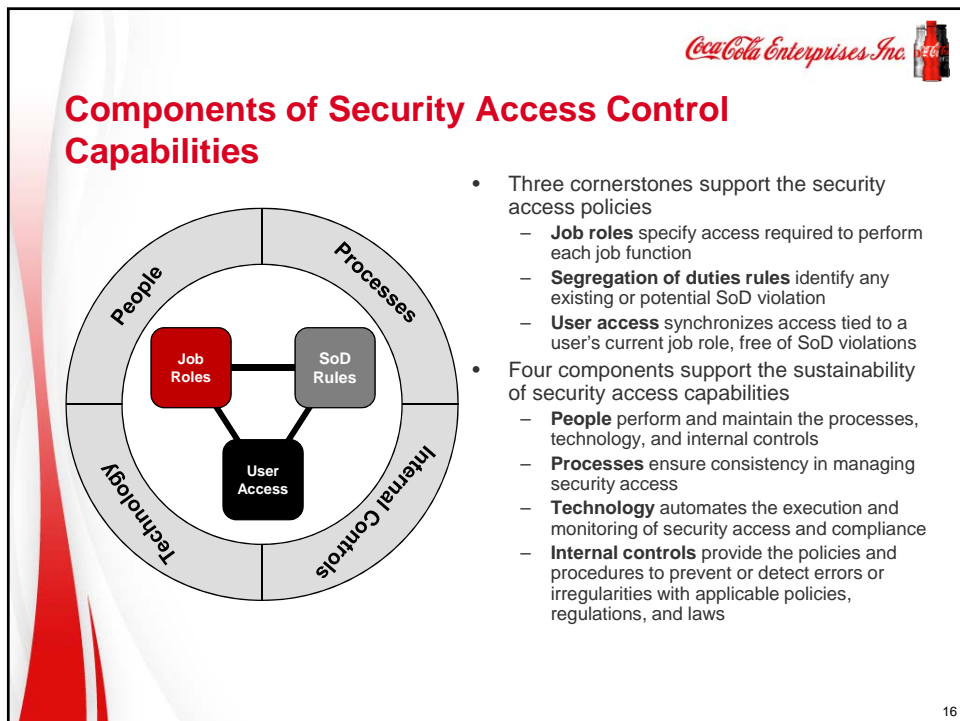 Coca-Cola Enterprises Inc.
Components of Security Access Control
Capabilities
People
Processes
Technology
Internal Controls
Job
Roles
SoD
Rules
User
Access
• Three cornerstones support the security
access policies
– Job roles specify access required to perform
each job function
– Segregation of duties rules identify any
existing or potential SoD violation
– User access synchronizes access tied to a
user's current job role, free of SoD violations
• Four components support the sustainability
of security access capabilities
– People perform and maintain the processes,
technology, and internal controls
– Processes ensure consistency in managing
security access
– Technology automates the execution and
monitoring of security access and compliance
– Internal controls provide the policies and
procedures to prevent or detect errors or
irregularities with applicable policies,
regulations, and laws
16